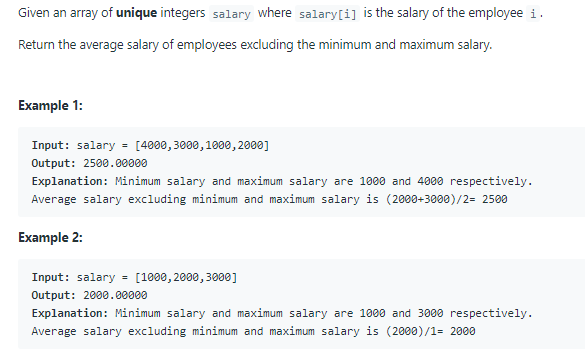 Given an array of unique integers salary where salary[i] is the salary of the employee i.
Return the average salary of employees excluding the minimum and maximum salary.
Example 1:
Input: salary = [4000,3000,1000,2000]
Output: 2500.00000
Explanation: Minimum salary and maximum salary are 1000 and 4000 respectively.
Average salary excluding minimum and maximum salary is (2000+3000)/2= 2500
Example 2:
Input: salary = [1000,2000,3000]
Output: 2000.00000
Explanation: Minimum salary and maximum salary are 1000 and 3000 respectively.
Average salary excluding minimum and maximum salary is (2000)/1= 2000